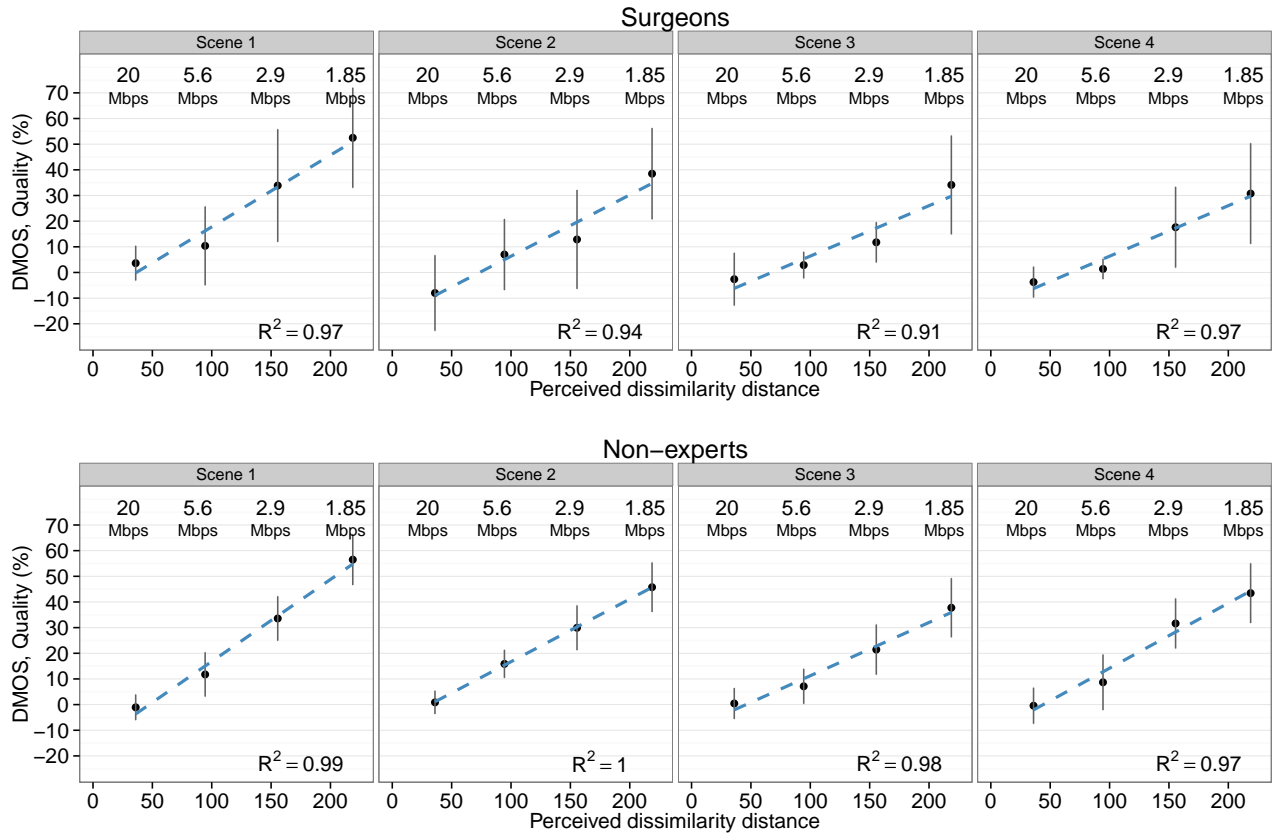 Surgeons
Scene 1 Scene 2 Scene 3 Scene 4
20 5.6 2.9 1.85 20 5.6 2.9 1.85 20 5.6 2.9 1.85 20 5.6 2.9 1.85
Mbps Mbps Mbps Mbps Mbps Mbps Mbps Mbps Mbps Mbps Mbps Mbps Mbps Mbps Mbps Mbps
DMOS, Quality (%)
70
60
50
40
30
20
10
0
−10
−20
R² = 0.97 R² = 0.94 R² = 0.91 R² = 0.97
0 50 100 150 200 0 50 100 150 200 0 50 100 150 200 0 50 100 150 200
Perceived dissimilarity distance
Non−experts
Scene 1 Scene 2 Scene 3 Scene 4
20 5.6 2.9 1.85 20 5.6 2.9 1.85 20 5.6 2.9 1.85 20 5.6 2.9 1.85
Mbps Mbps Mbps Mbps Mbps Mbps Mbps Mbps Mbps Mbps Mbps Mbps Mbps Mbps Mbps Mbps
DMOS, Quality (%)
70
60
50
40
30
20
10
0
−10
−20
R² = 0.99 R² = 1 R² = 0.98 R² = 0.97
0 50 100 150 200 0 50 100 150 200 0 50 100 150 200 0 50 100 150 200
Perceived dissimilarity distance